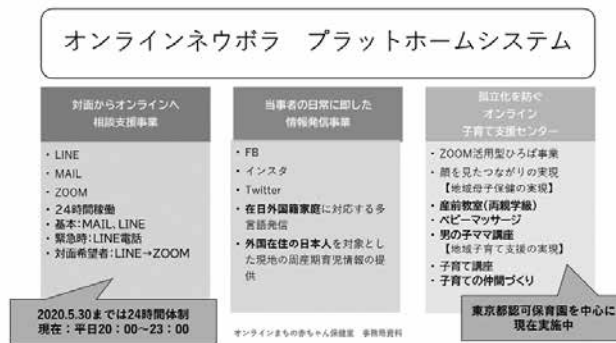 オンラインネウボラ　プラットホームシステム
対面からオンラインへ
相談支援事業
・LINE
・MAIL
・ZOOM
・24時間稼働
・基本:MAIL、LINE
・緊急時:LINE電話
・対面希望者:LINE→ZOOM
2020.5.30までは24時間体制
現在：平日20：00～23：00
当事者の日常に即した
情報発信事業
・FB
・インスタ
・Twitter
・在日外国籍家庭に対応する多
言語発信
・外国在住の日本人を対象とし
た現地の周産期育児情報の提
供
孤立化を防ぐ
オンライン
子育て支援センター
・ZOOM活用型ひろば事業
・顔を見たつながりの実現
【地域母子保健の実現】
・産前教室(両親学級)
・ベビーマッサージ
・男の子ママ講座
【地域子育て支援の実現】
・子育て講座
・子育ての仲間づくり
東京都認可保育園を中心に
現在実施中
オンラインまちの赤ちゃん保健室　事務局資料